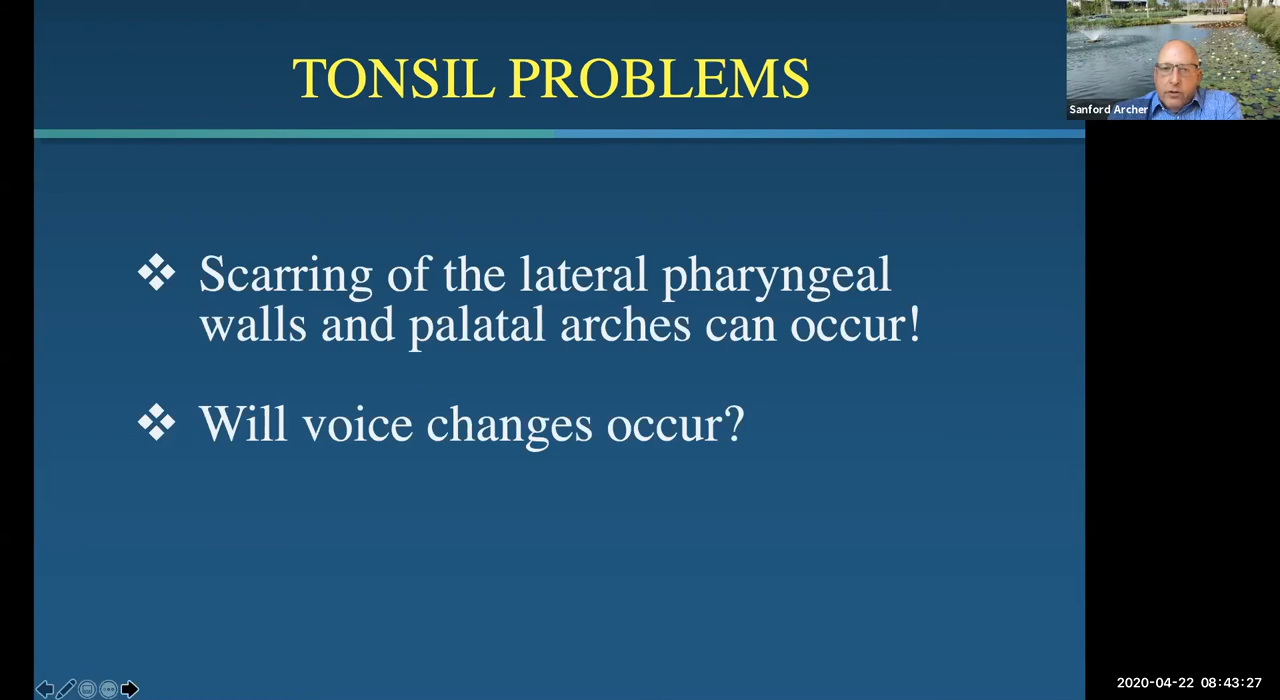 TONSIL PROBLEMS
Sanford Archer
❖ Scarring of the lateral pharyngeal
walls and palatal arches can occur!
❖ Will voice changes occur?
2020-04-22 08:43:27